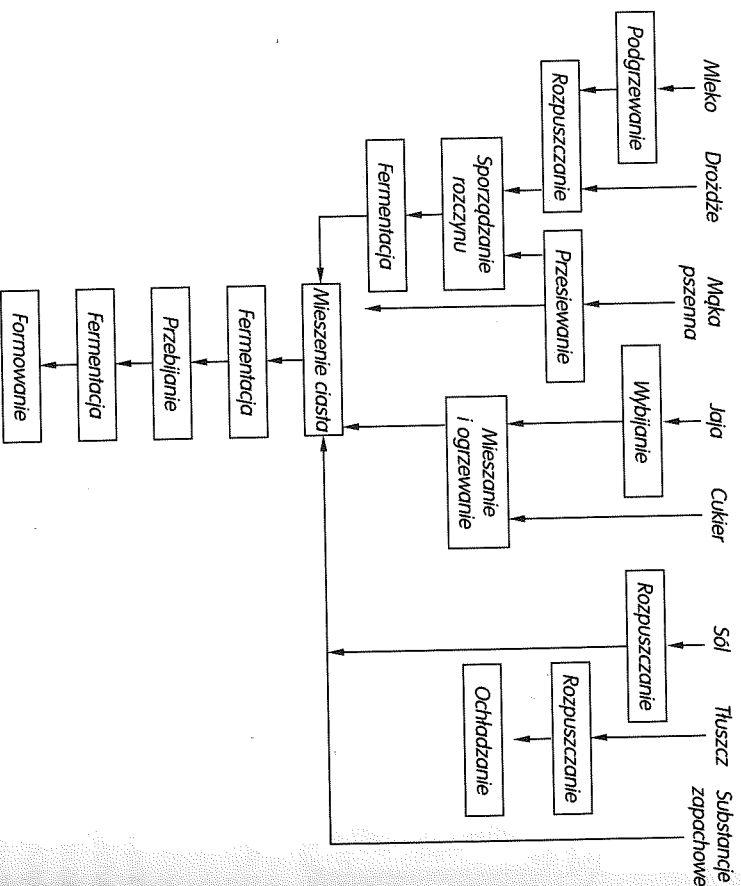 Mleko
Drożdże
Mąka
pszenna
Jaja
Cukier
Sól
Tłuszcz
Substancje
zapachowe
Podgrzewanie
Wybijanie
Rozpuszczanie
Rozpuszczanie
Przesiewanie
Rozpuszczanie
Sporządzanie
rozczynu
Mieszanie
i ogrzewanie
Ochładzanie
Fermentacja
Mieszenie ciasta
Fermentacja
Przebijanie
Fermentacja
Formowanie